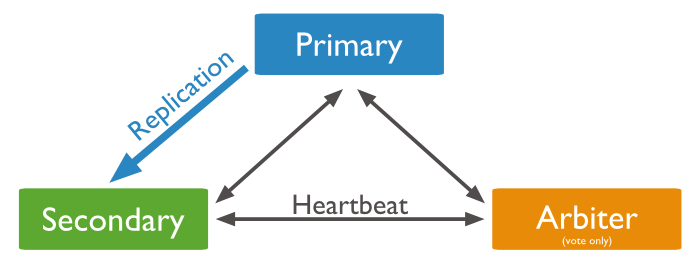 Primary
Replication
Heartbeat
Secondary
Arbiter
(vote only)